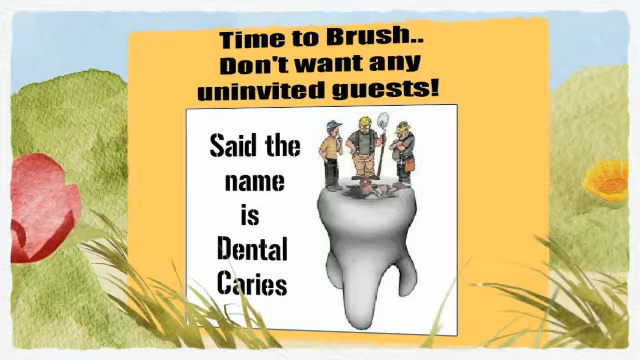 Time to Brush..
Don't want any
uninvited guests!
Said the
name
is
Dental
Caries